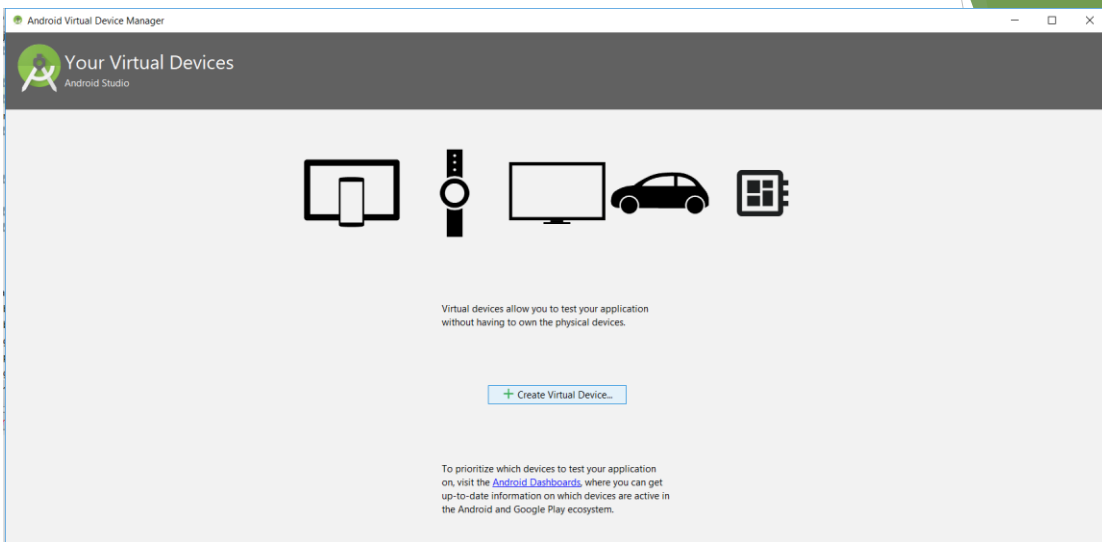 Android Virtual Device Manager
Your Virtual Devices
Android Studio
Virtual devices allow you to test your application
without having to own the physical devices.
+ Create Virtual Device...
To prioritize which devices to test your application
on, visit the Android Dashboards, where you can get
up-to-date information on which devices are active in
the Android and Google Play ecosystem.